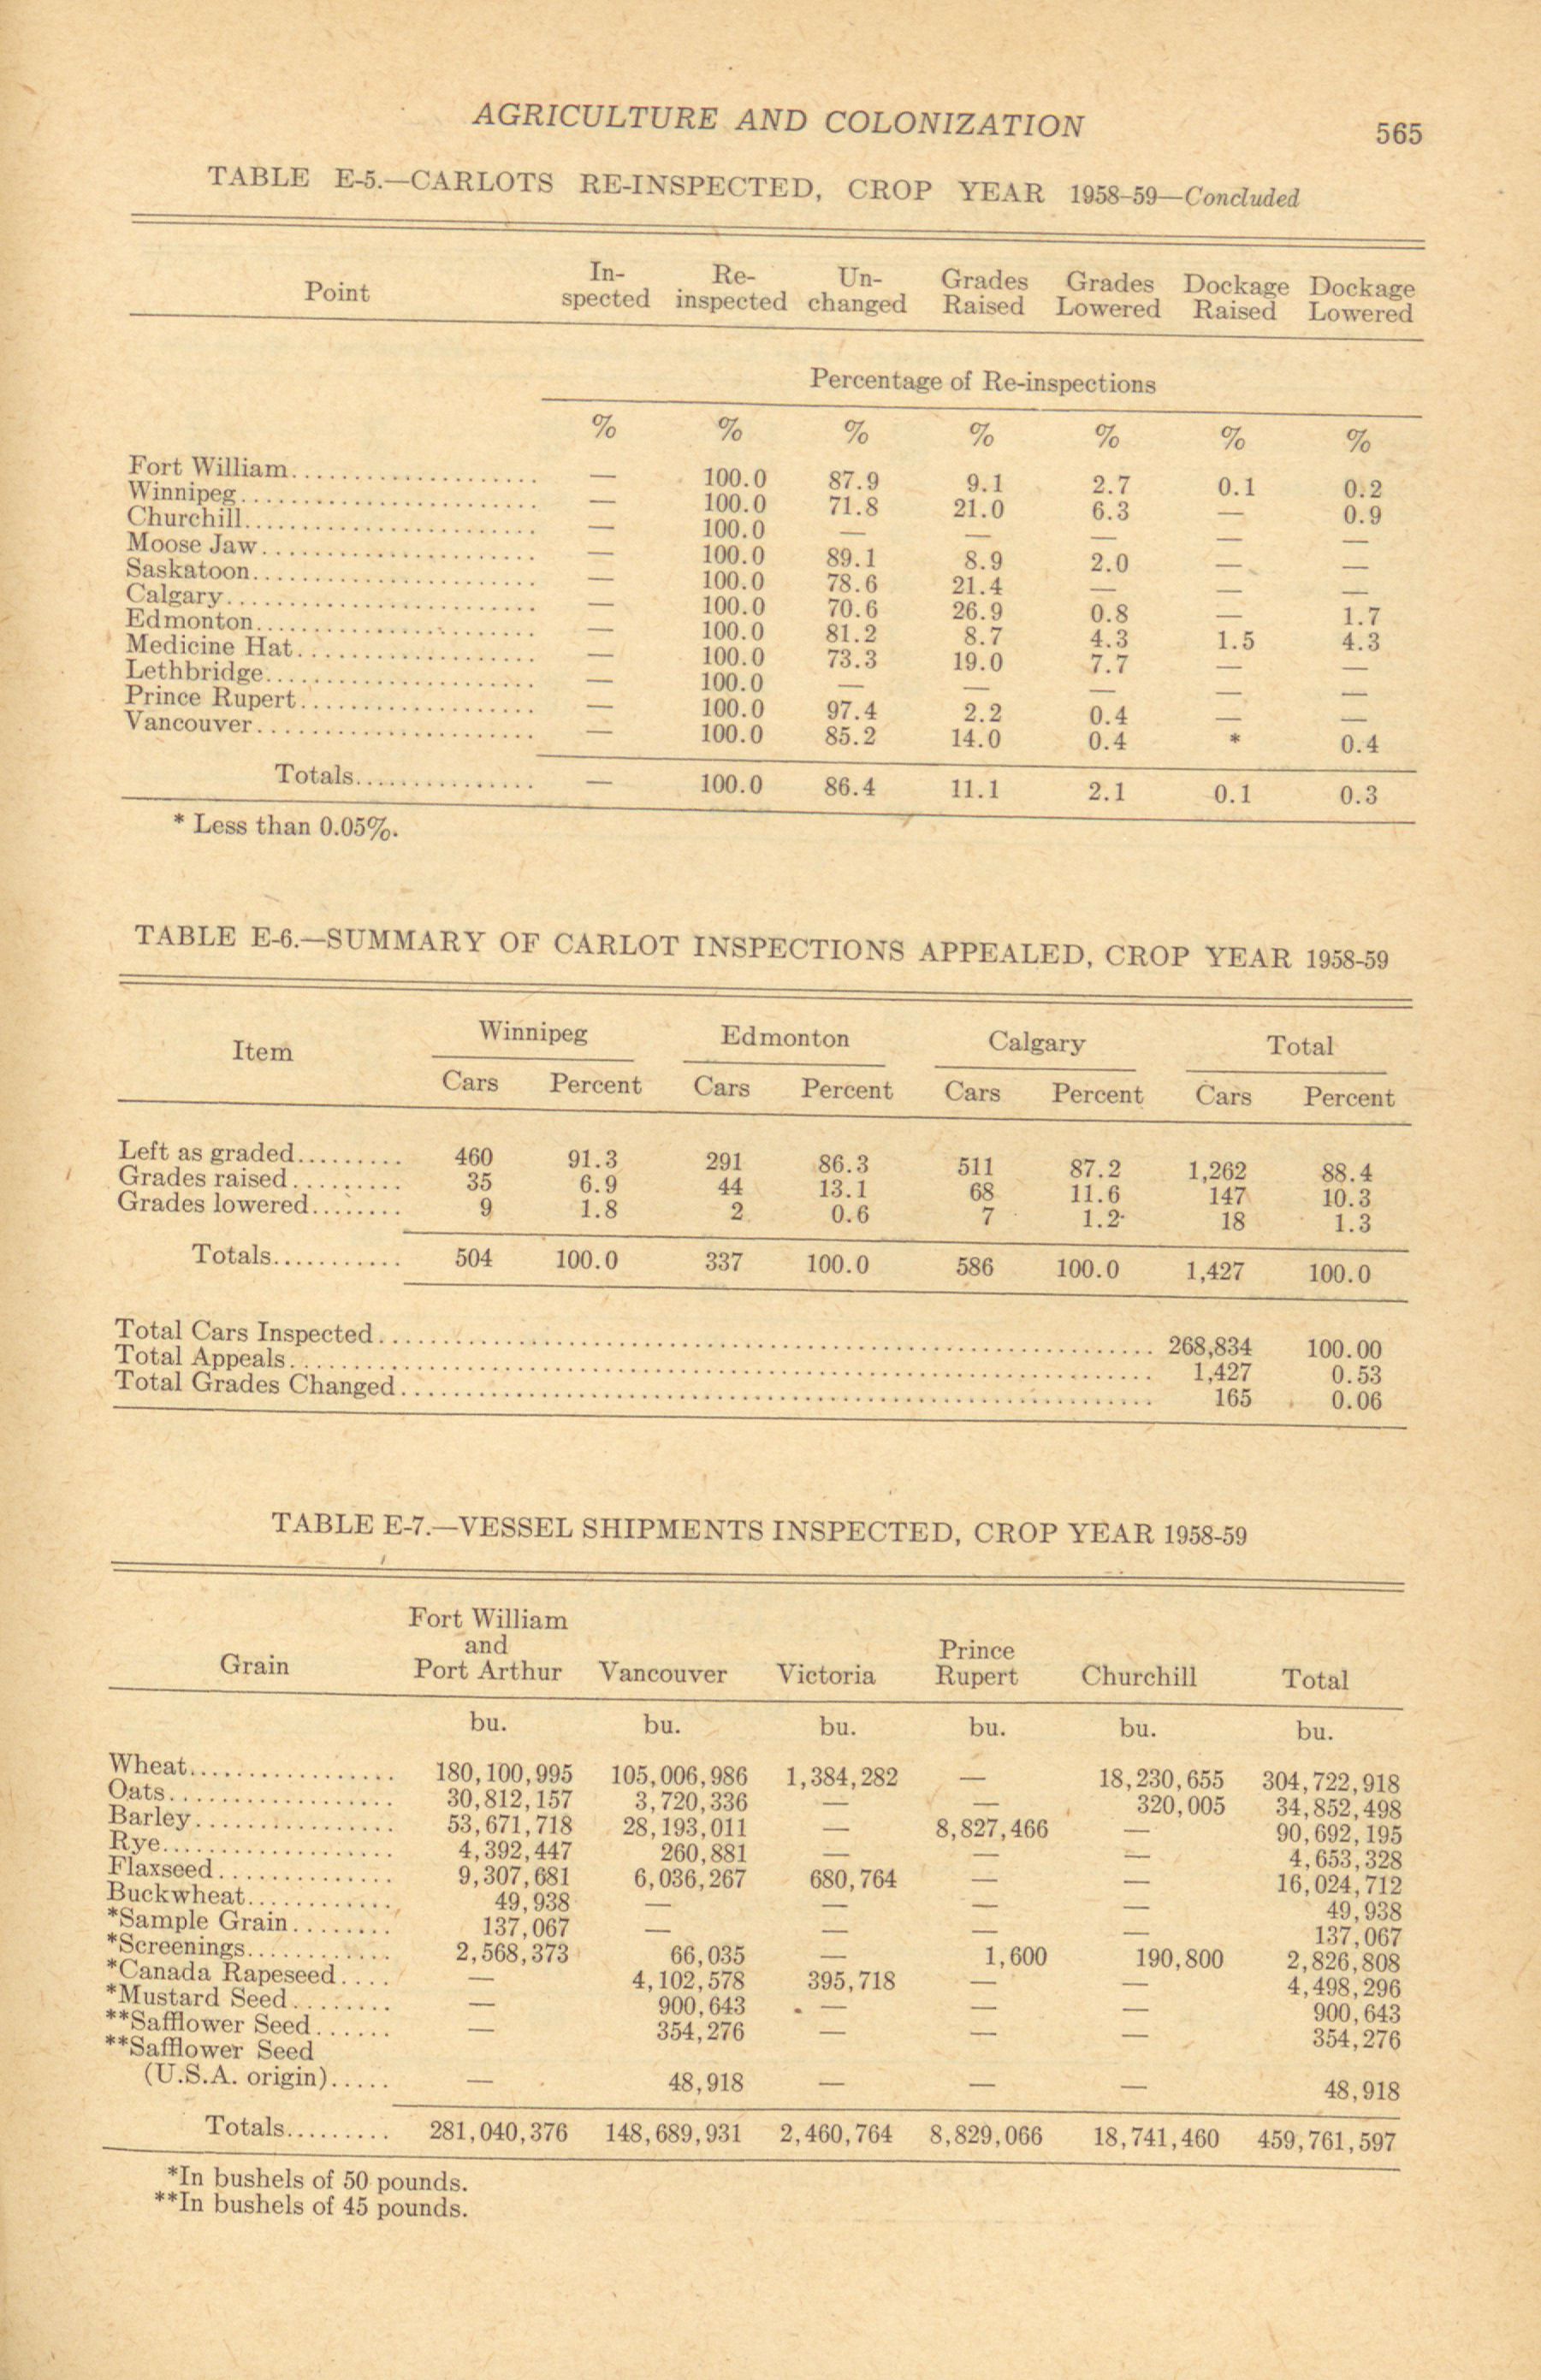 AGRICULTURE AND COLONIZATION 565
TABLE E-5.—CARLOTS RE-INSPECTED, CROP YEAR 1958-59—Concluded
Point In-spected Re-inspected Un-changed Grades Raised Grades Lowered Dockage Raised Dockage Lowered
Percentage of Re-inspections
% % % % % % %
Fort William.................... — 100.0 87.9 9.1 2.7 0.1 0.2
Winnipeg........................ — 100.0 71.8 21.0 6.3 — 0.9
Churchill....................... — 100.0 — — — — —
Moose Jaw...................... — 100.0 89.1 8.9 2.0 — —
Saskatoon....................... — 100.0 78.6 21.4 — — —
Calgary......................... — 100.0 70.6 26.9 0.8 — 1.7
Edmonton....................... — 100.0 81.2 8.7 4.3 1.5 4.3
Medicine Hat................... — 100.0 73.3 19.0 7.7 — —
Lethbridge...................... — 100.0 — — — — —
Prince Rupert................... — 100.0 97.4 2.2 0.4 — —
Vancouver...................... — 100.0 85.2 14.0 0.4 * 0.4
Totals............... — 100.0 86.4 11.1 2.1 0.1 0.3
* Less than 0.05%.
TABLE E-6.—SUMMARY OF CARLOT INSPECTIONS APPEALED, CROP YEAR 1958-59
Item Winnipeg Edmonton Calgary Total
Cars Percent Cars Percent Cars Percent Cars Percent
Left as graded......... 460 91.3 291 86.3 511 87.2 1,262 88.4
Grades raised......... 35 6.9 44 13.1 68 11.6 147 10.3
Grades lowered........ 9 1.8 2 0.6 7 1.2 18 1.3
Totals........... 504 100.0 337 100.0 586 100.0 1,427 100.0
Total Cars Inspected.............................................................. 268,834 100.00
Total Appeals..................................................................... 1,427 0.53
Total Grades Changed............................................................ 165 0.06
TABLE E-7.—VESSEL SHIPMENTS INSPECTED, CROP YEAR 1958-59
Grain Fort William and Port Arthur Vancouver Victoria Prince Rupert Churchill Total
bu. bu. bu. bu. bu. bu.
Wheat................. 180,100,995 105,006,986 1,384,282 — 18,230,655 304,722,918
Oats.................. 30,812,157 3,720,336 — — 320,005 34,852,498
Barley................ 53,671,718 28,193,011 — 8,827,466 — 90,692,195
Rye................... 4,392,447 260,881 — — — 4,653,328
Flaxseed.............. 9,307,681 6,036,267 680,764 — — 16,024,712
Buckwheat............ 49,938 — — — — 49,938
*Sample Grain........ 137,067 — — — — 137,067
*Screenings............ 2,568,373 66,035 — 1,600 190,800 2,826,808
*Canada Rapeseed.... — 4,102,578 395,718 — — 4,498,296
*Mustard Seed........ — 900,643 — — — 900,643
**Safflower Seed...... — 354,276 — — — 354,276
**Safflower Seed
(U.S.A. origin)..... — 48,918 — — — 48,918
Totals......... 281,040,376 148,689,931 2,460,764 8,829,066 18,741,460 459,761,597
*In bushels of 50 pounds.
**In bushels of 45 pounds.